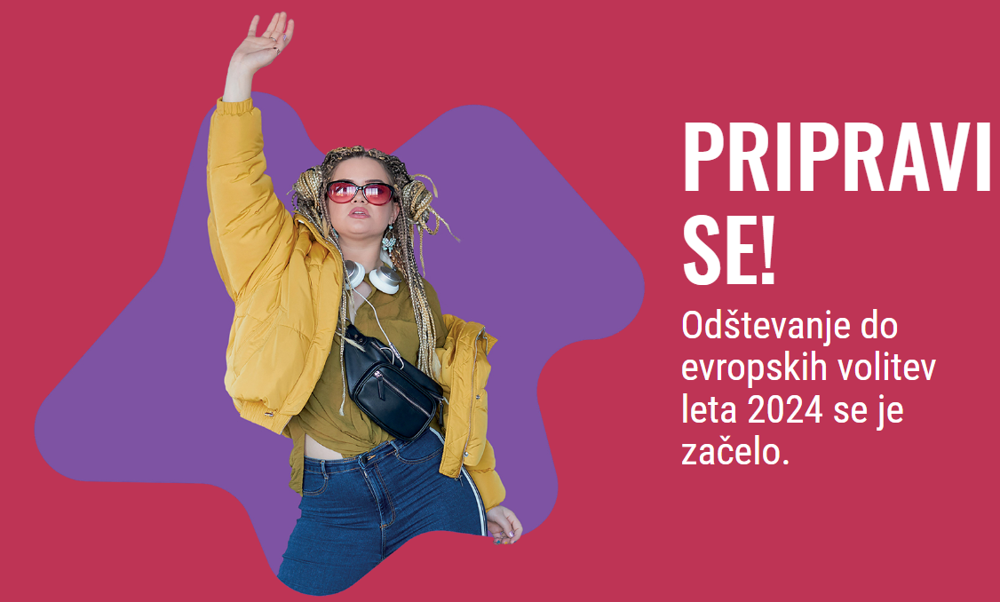 PRIPRAVI
SE!
Odštevanje do
evropskih volitev
leta 2024 se je
začelo.